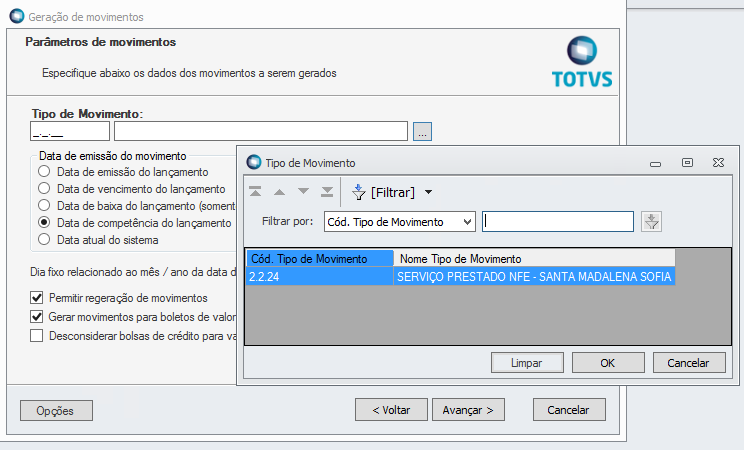 Geração de movimentos
Parâmetros de movimentos
Especifique abaixo os dados dos movimentos a serem gerados
TOTVS
Tipo de Movimento:
_._.__
...
Data de emissão do movimento
Data de emissão do lançamento
Data de vencimento do lançamento
Data de baixa do lançamento (soment
Data de competência do lançamento
Data atual do sistema
Dia fixo relacionado ao mês / ano da data d
Permitir regeração de movimentos
Gerar movimentos para boletos de valor
Desconsiderar bolsas de crédito para va
Opções
< Voltar
Avançar >
Cancelar
Tipo de Movimento
[Filtrar]
Filtrar por:
Cód. Tipo de Movimento
Cód. Tipo de Movimento Nome Tipo de Movimento
2.2.24 SERVIÇO PRESTADO NFE - SANTA MADALENA SOFIA
Limpar
OK
Cancelar